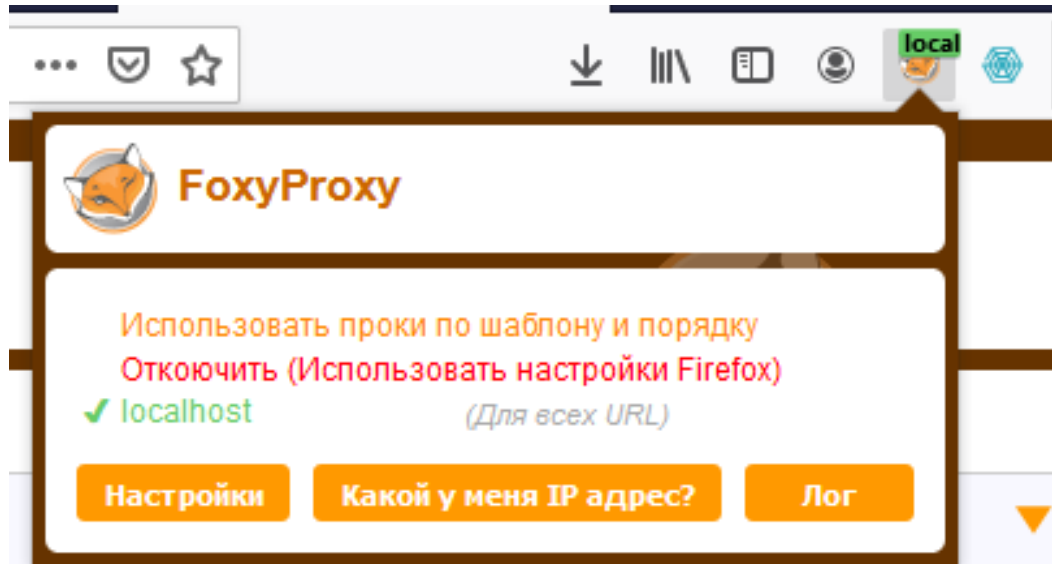 local
FoxyProxy
Использовать проки по шаблону и порядку
Откоючить (Использовать настройки Firefox)
localhost (Для всех URL)
Настройки Какой у меня IP адрес? Лог